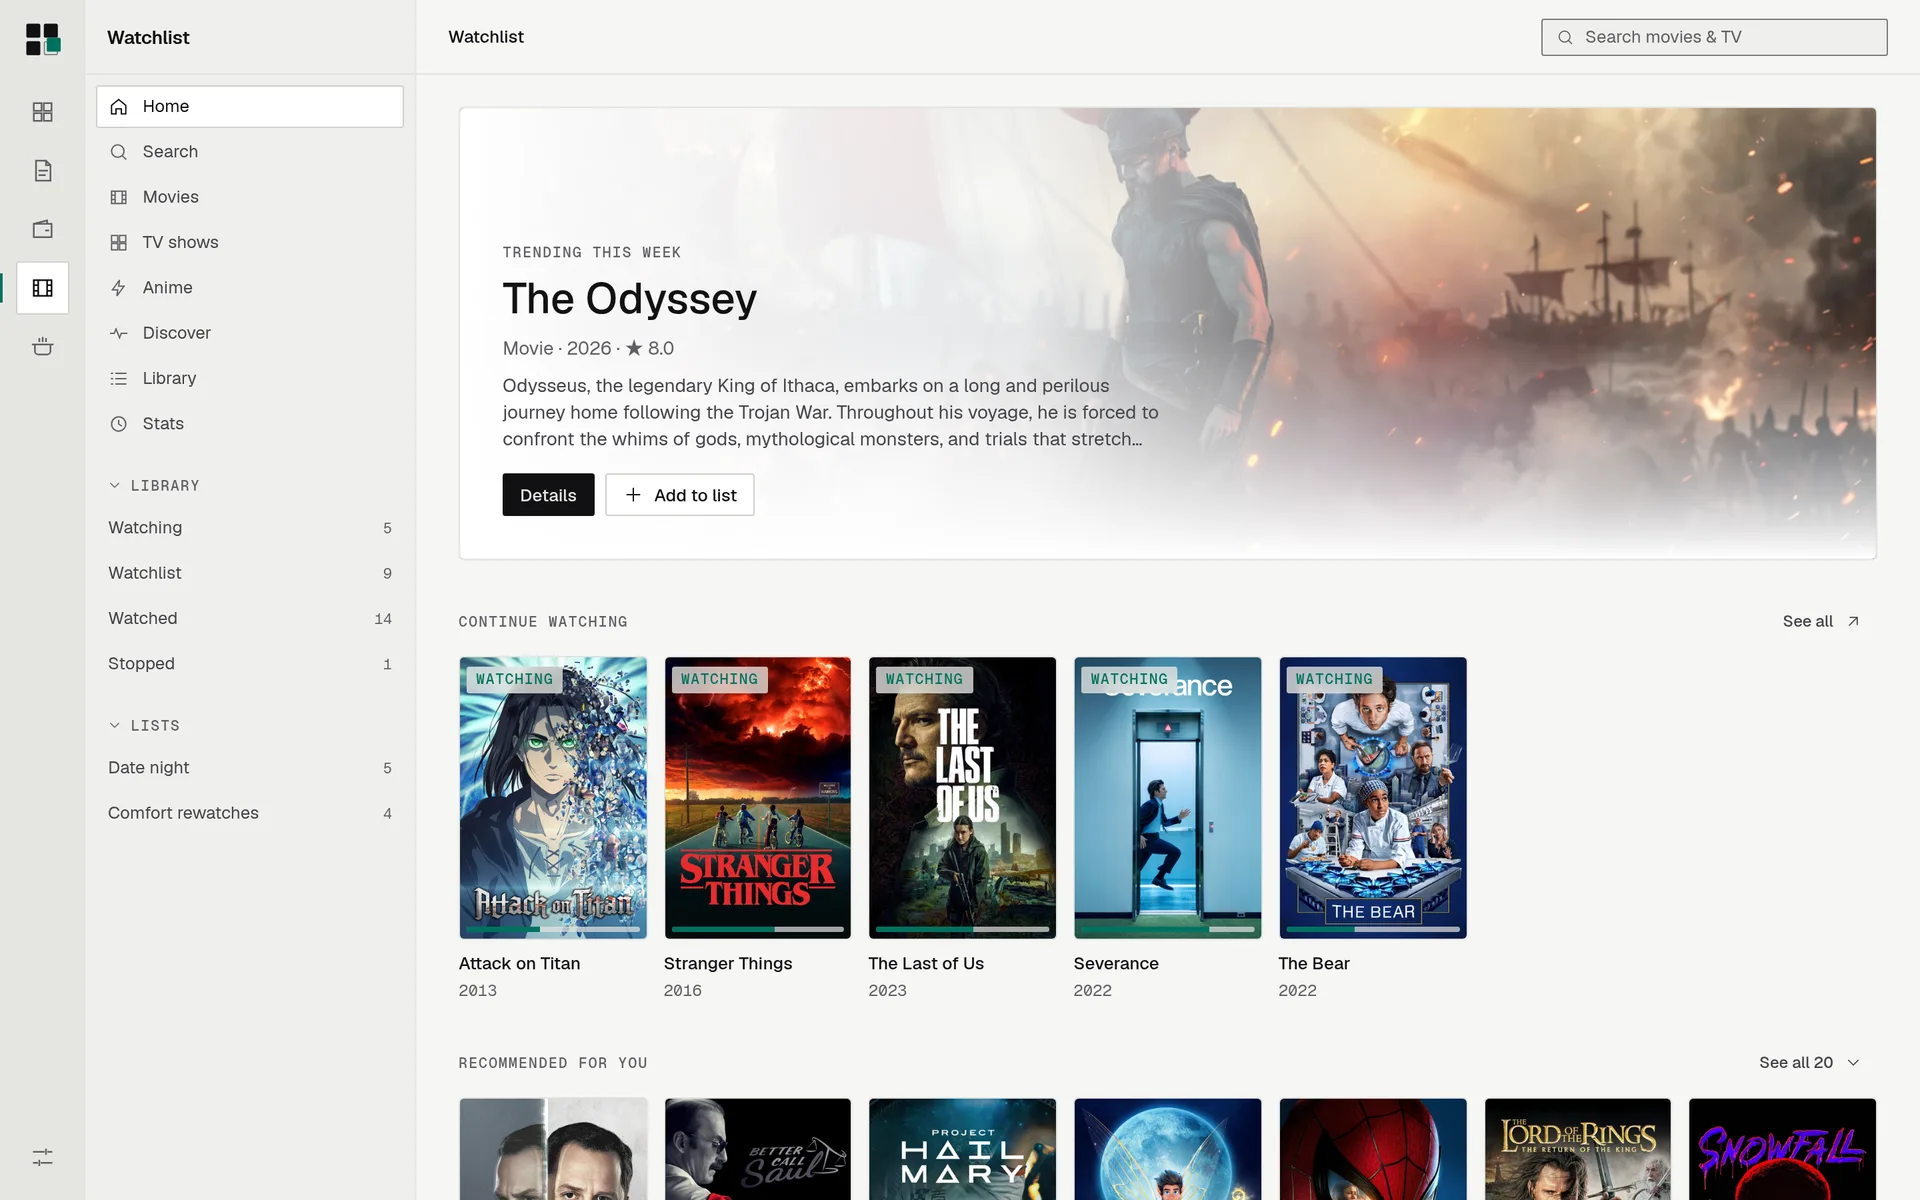 Watchlist
Home
Search
Movies
TV shows
Anime
Discover
Library
Stats
LIBRARY
Watching 5
Watchlist 9
Watched 14
Stopped 1
LISTS
Date night 5
Comfort rewatches 4
Watchlist
Search movies & TV
TRENDING THIS WEEK
The Odyssey
Movie · 2026 · ★ 8.0
Odysseus, the legendary King of Ithaca, embarks on a long and perilous
journey home following the Trojan War. Throughout his voyage, he is forced to
confront the whims of gods, mythological monsters, and trials that stretch...
Details
Add to list
CONTINUE WATCHING
See all
WATCHING
Attack on Titan
Attack on Titan
2013
WATCHING
STRANGER
THINGS
Stranger Things
2016
WATCHING
THE
LAST
OF US
The Last of Us
2023
WATCHING
Severance
2022
WATCHING
THE BEAR
The Bear
2022
RECOMMENDED FOR YOU
See all 20
BETTER
CALL
Saul
PROJECT
HAIL
MARY
THE
LORD OF THE RINGS
THE RETURN OF THE KING
SNOWFALL